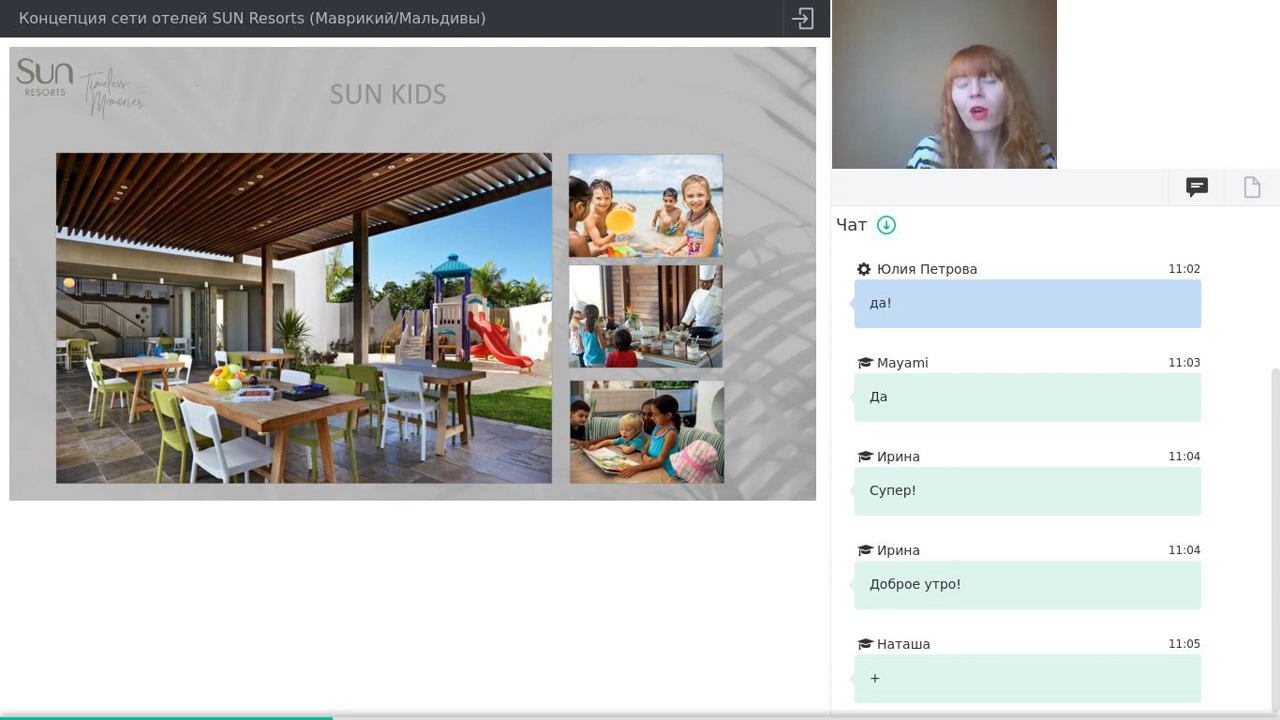 Концепция сети отелей SUN Resorts (Маврикий/Мальдивы)
Sun
RESORTS
Timeless
Memories
SUN KIDS
Чат
Юлия Петрова 11:02
да!
Mayami 11:03
Да
Ирина 11:04
Супер!
Ирина 11:04
Доброе утро!
Наташа 11:05
+